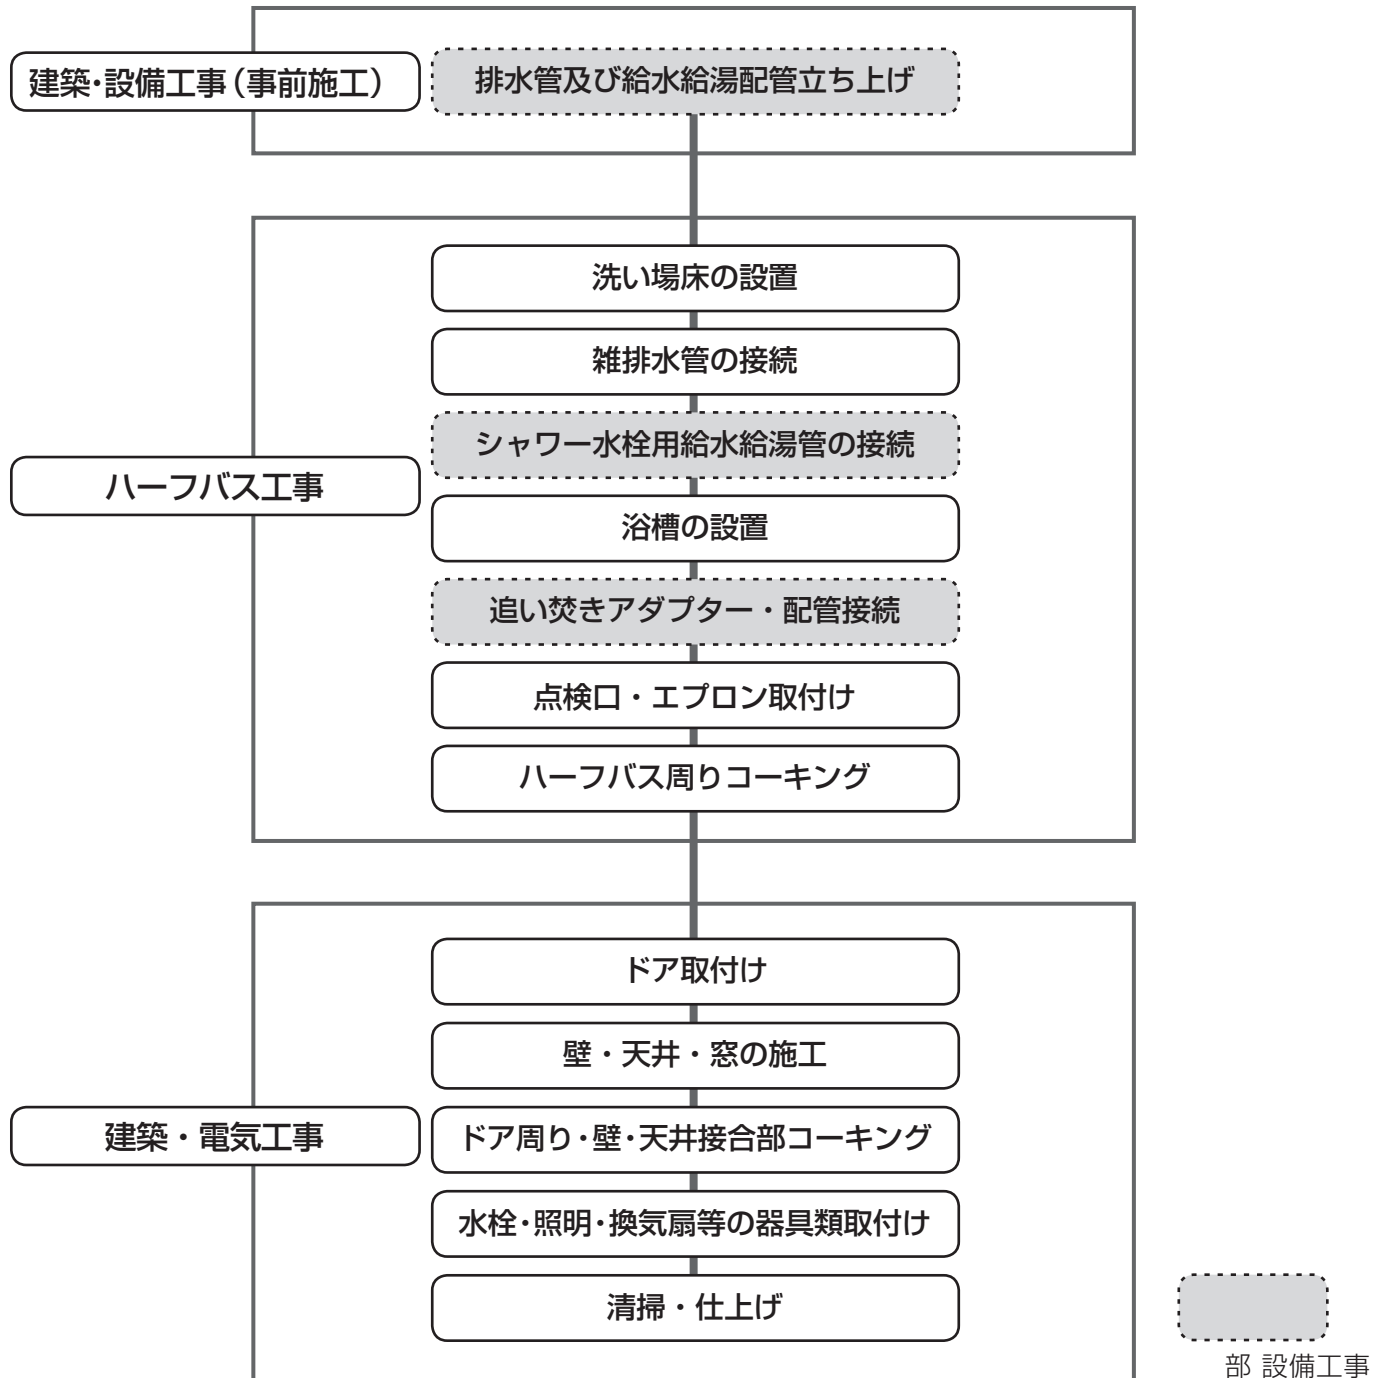 建築･設備工事（事前施工）
排水管及び給水給湯配管立ち上げ
ハーフバス工事
洗い場床の設置
雑排水管の接続
シャワー水栓用給水給湯管の接続
浴槽の設置
追い焚きアダプター・配管接続
点検口・エプロン取付け
ハーフバス周りコーキング
建築・電気工事
ドア取付け
壁・天井・窓の施工
ドア周り･壁･天井接合部コーキング
水栓･照明･換気扇等の器具類取付け
清掃・仕上げ
部 設備工事